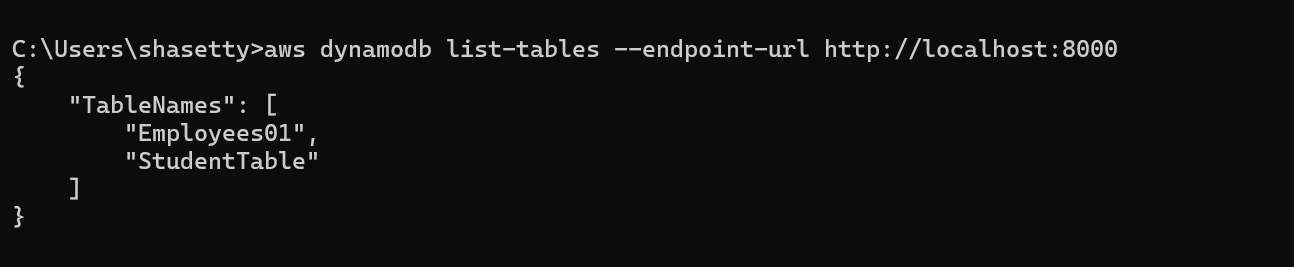 C:\Users\shasetty>aws dynamodb list-tables --endpoint-url http://localhost:8000
{
    "TableNames": [
        "Employees01",
        "StudentTable"
    ]
}